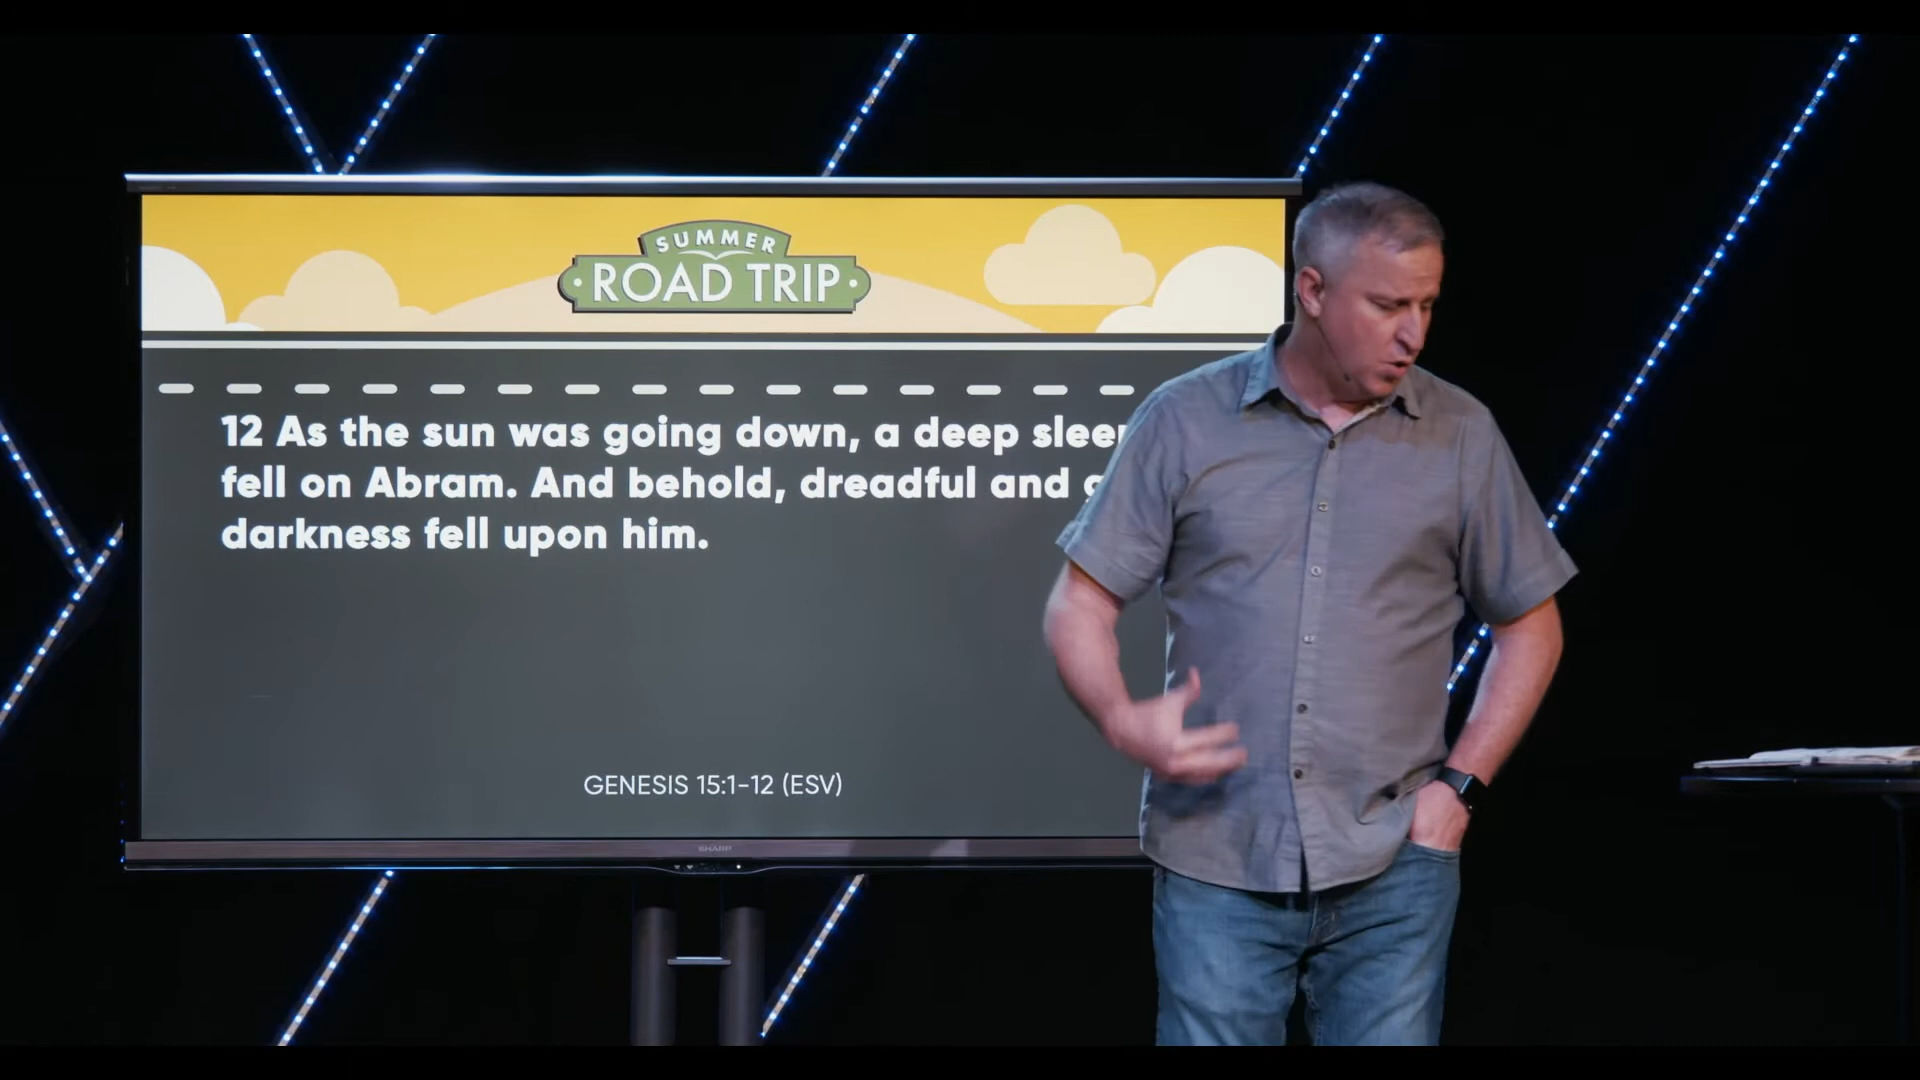 SUMMER
ROAD TRIP
12 As the sun was going down, a deep
fell on Abram. And behold, dreadful and
darkness fell upon him.
GENESIS 15:1-12 (ESV)
SHARP